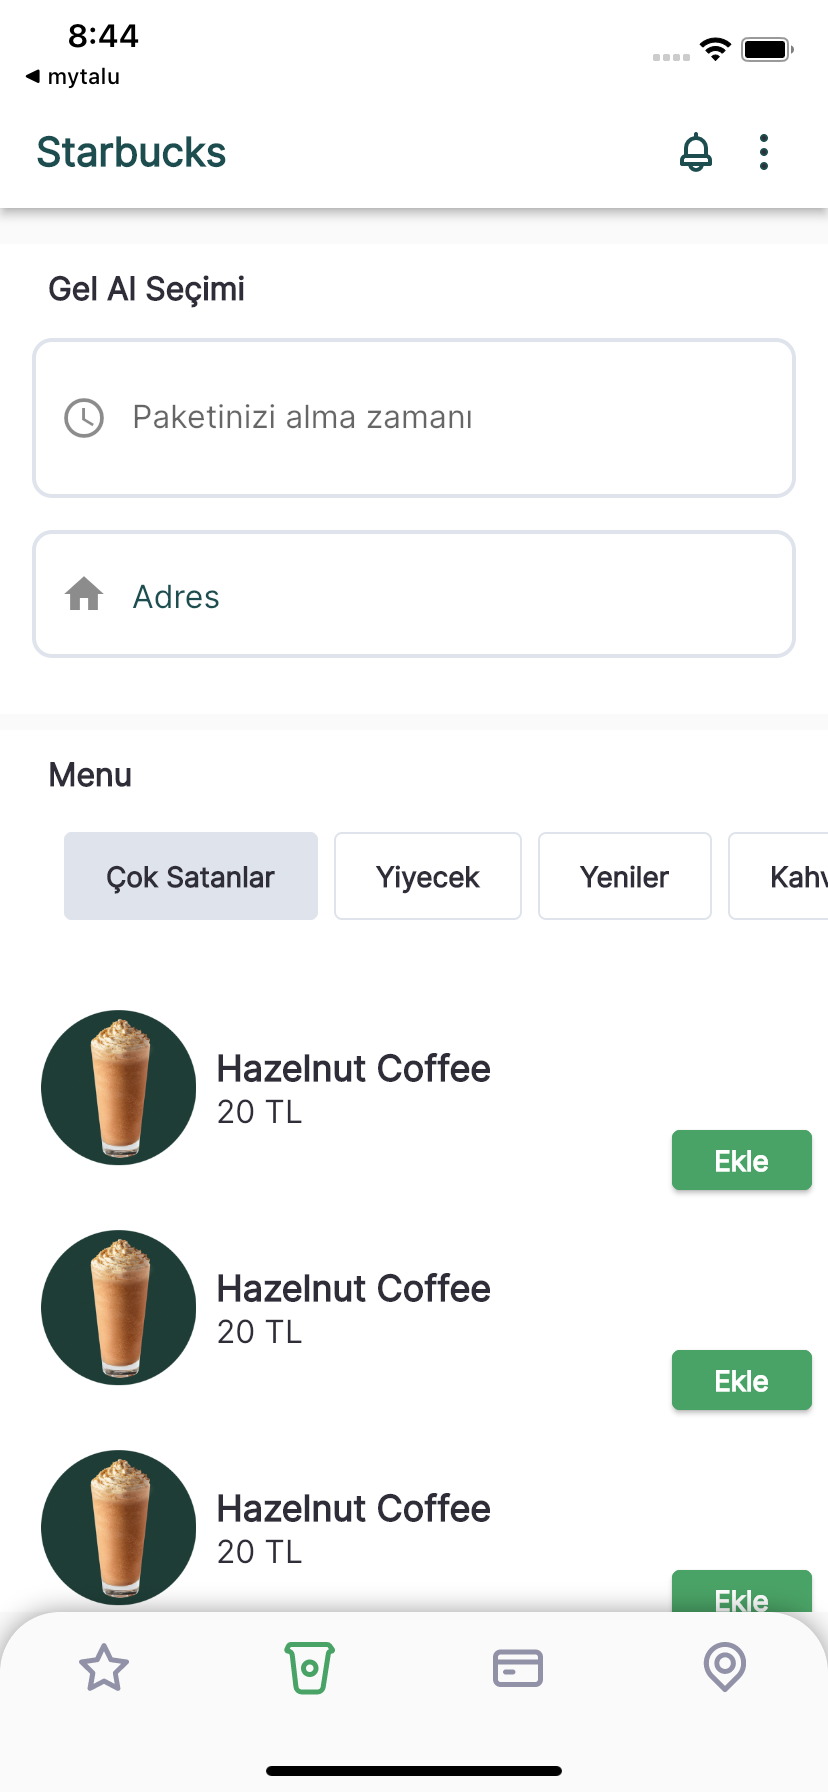 8:44
◀ mytalu
Starbucks
Gel Al Seçimi
Paketinizi alma zamanı
Adres
Menu
Çok Satanlar
Yiyecek
Yeniler
Kahv
Hazelnut Coffee
20 TL
Ekle
Hazelnut Coffee
20 TL
Ekle
Hazelnut Coffee
20 TL
Ekle